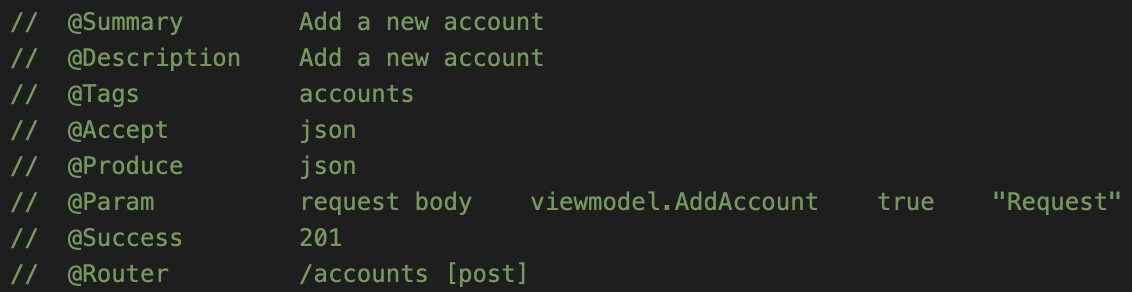 // @Summary Add a new account
// @Description Add a new account
// @Tags accounts
// @Accept json
// @Produce json
// @Param request body viewmodel.AddAccount true "Request"
// @Success 201
// @Router /accounts [post]